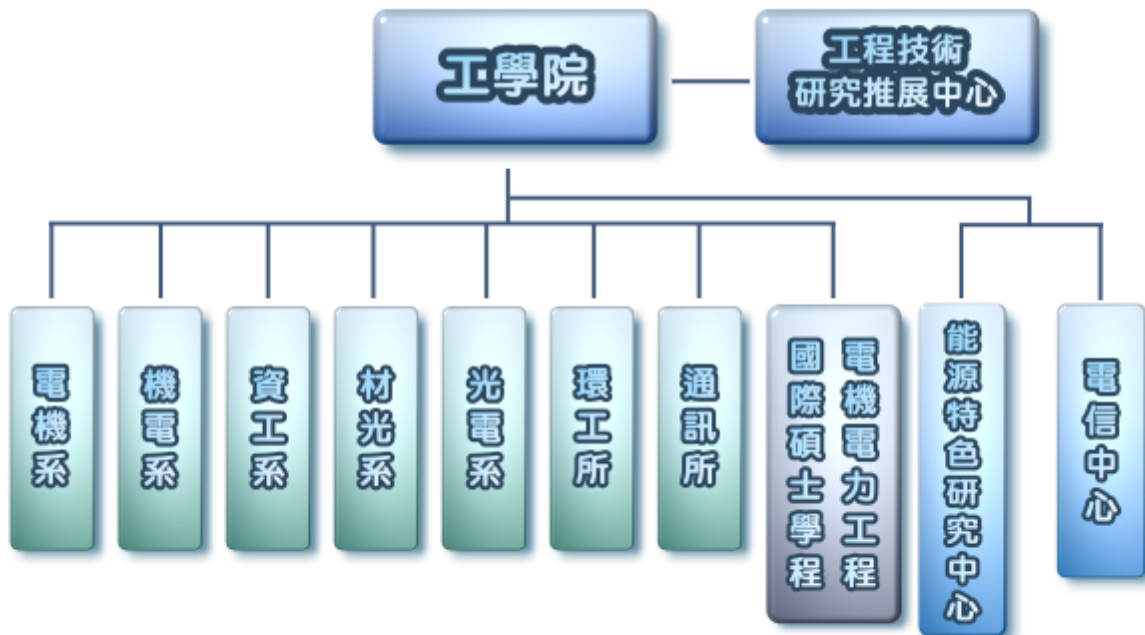 工學院
工程技術
研究推展中心
電機系
機電系
資工系
材光系
光電系
環工所
通訊所
電機電力工程
國際碩士學程
能源特色研究中心
電信中心